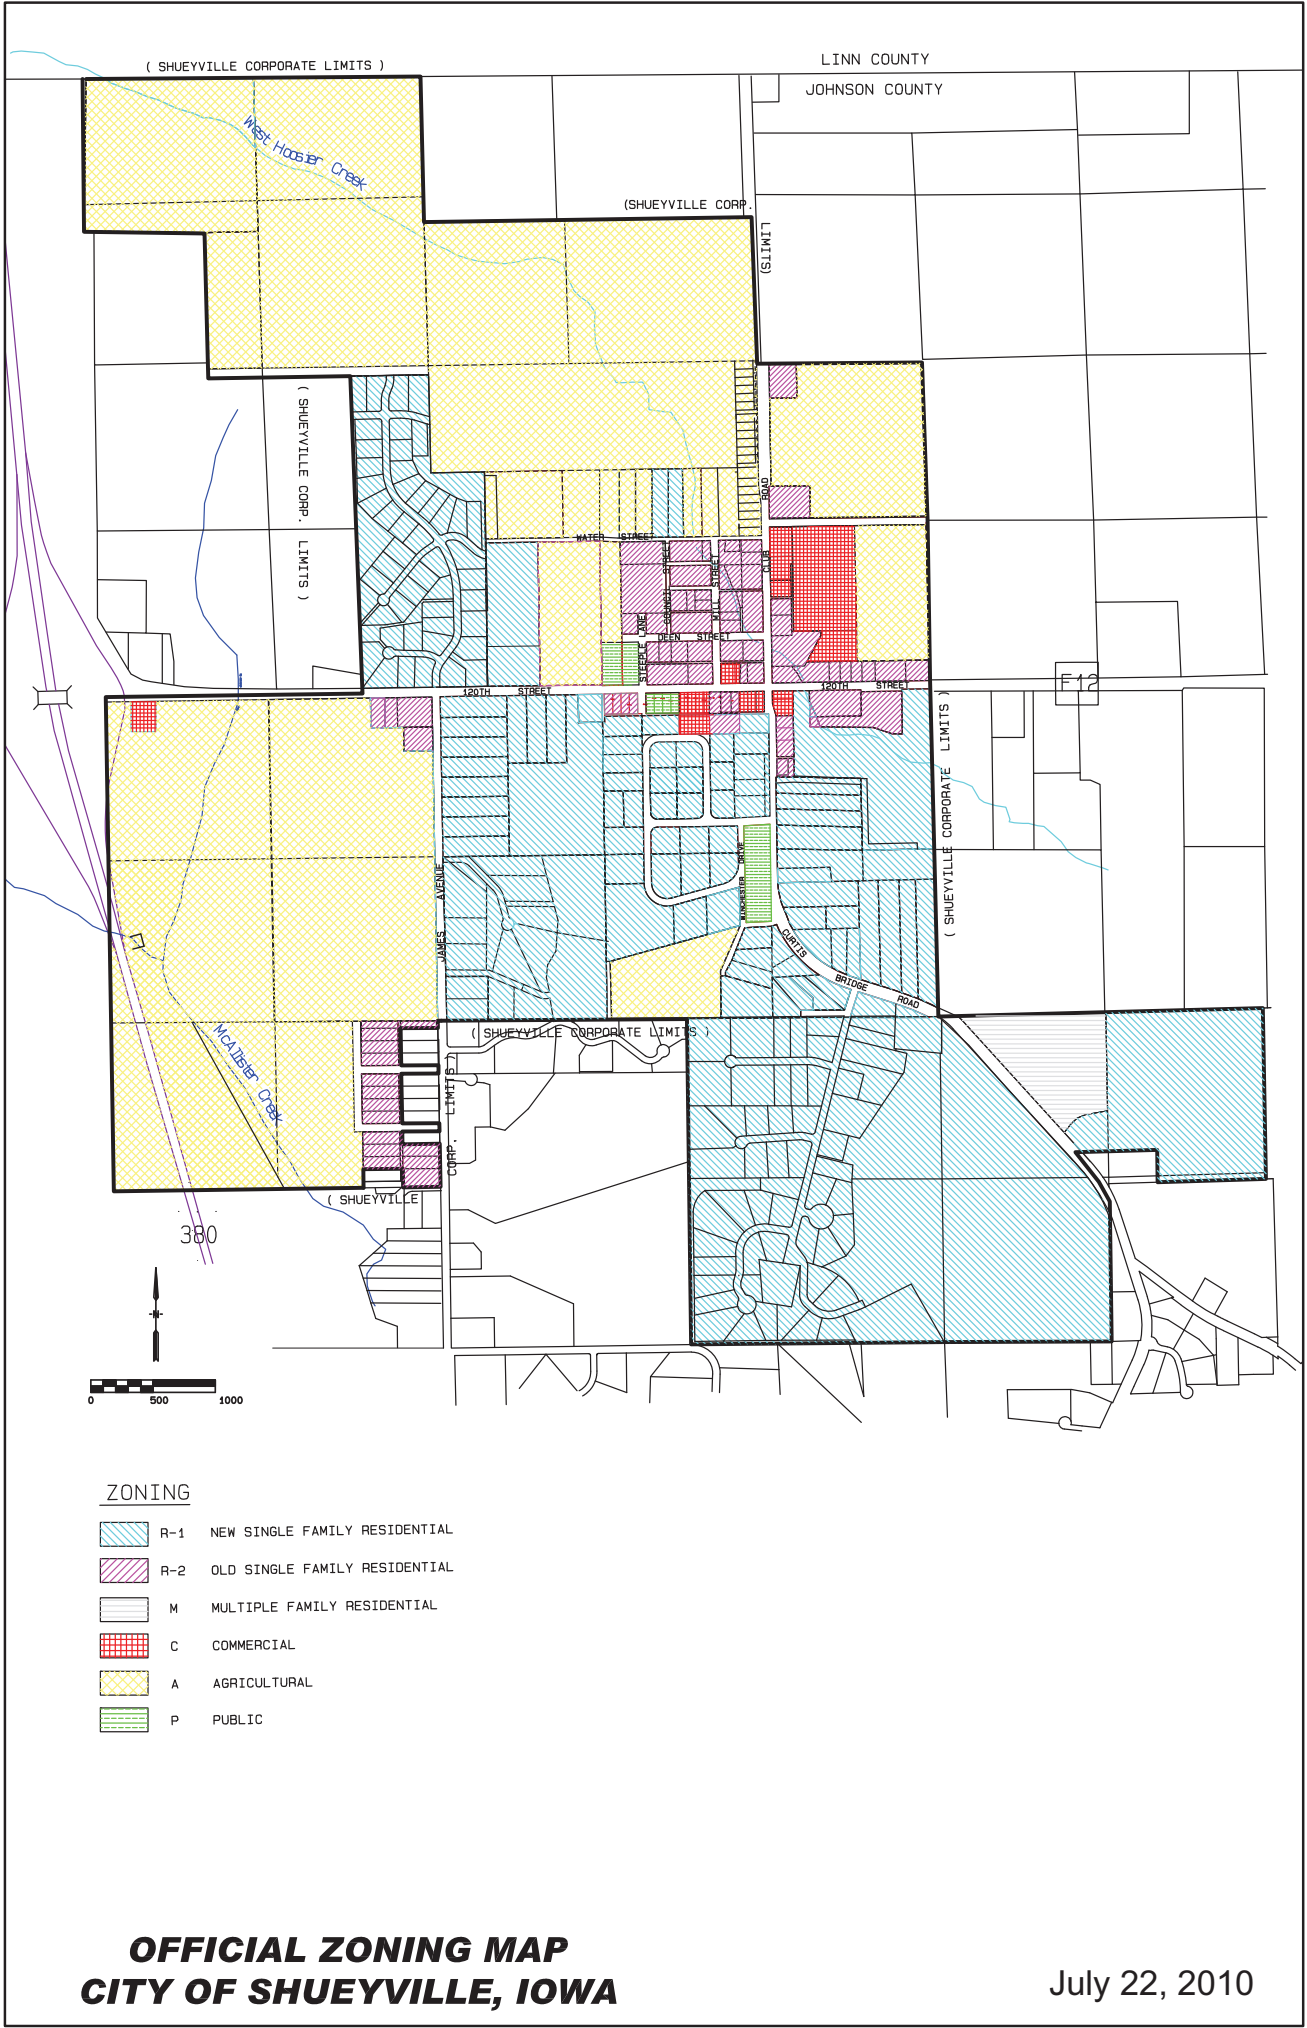 ( SHUEYVILLE CORPORATE LIMITS )
LINN COUNTY
JOHNSON COUNTY
West Hoosier Creek
(SHUEYVILLE CORP.
LIMITS)
( SHUEYVILLE CORP. LIMITS )
ROAD
CLUB
WATER STREET
COUNCIL STREET
MILL STREET
STEEPLE LANE
DEEN STREET
120TH STREET
120TH STREET
F12
( SHUEYVILLE CORPORATE LIMITS )
JAMES AVENUE
WINCHESTER DRIVE
CURTIS BRIDGE ROAD
( SHUEYVILLE CORPORATE LIMITS )
McAllister Creek
( SHUEYVILLE
CORP. LIMITS )
380
N
0 500 1000
ZONING
R-1 NEW SINGLE FAMILY RESIDENTIAL
R-2 OLD SINGLE FAMILY RESIDENTIAL
M MULTIPLE FAMILY RESIDENTIAL
C COMMERCIAL
A AGRICULTURAL
P PUBLIC
OFFICIAL ZONING MAP
CITY OF SHUEYVILLE, IOWA
July 22, 2010